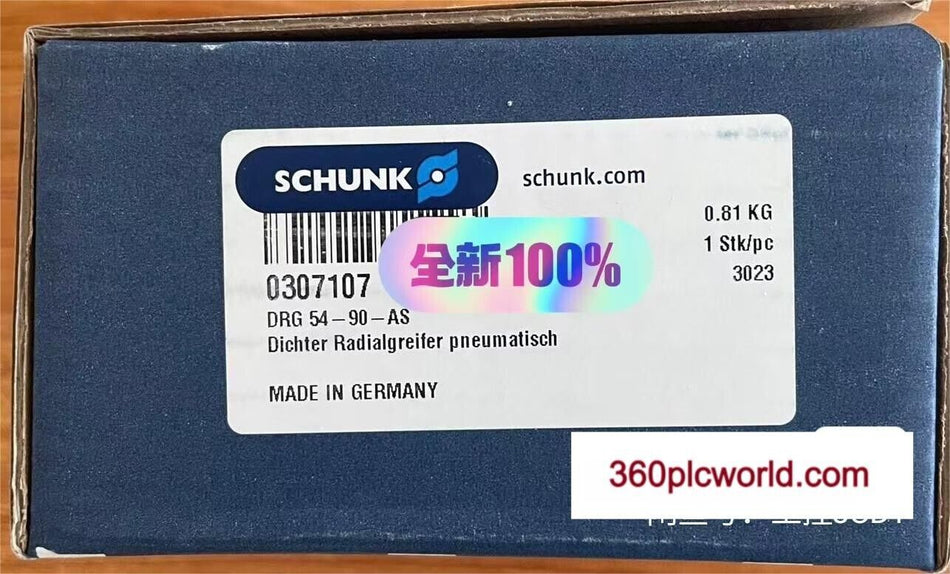 SCHUNK
schunk.com
0.81 KG
1 Stk/pc
3023
全新100%
0307107
DRG 54-90-AS
Dichter Radialgreifer pneumatisch
MADE IN GERMANY
360plcworld.com